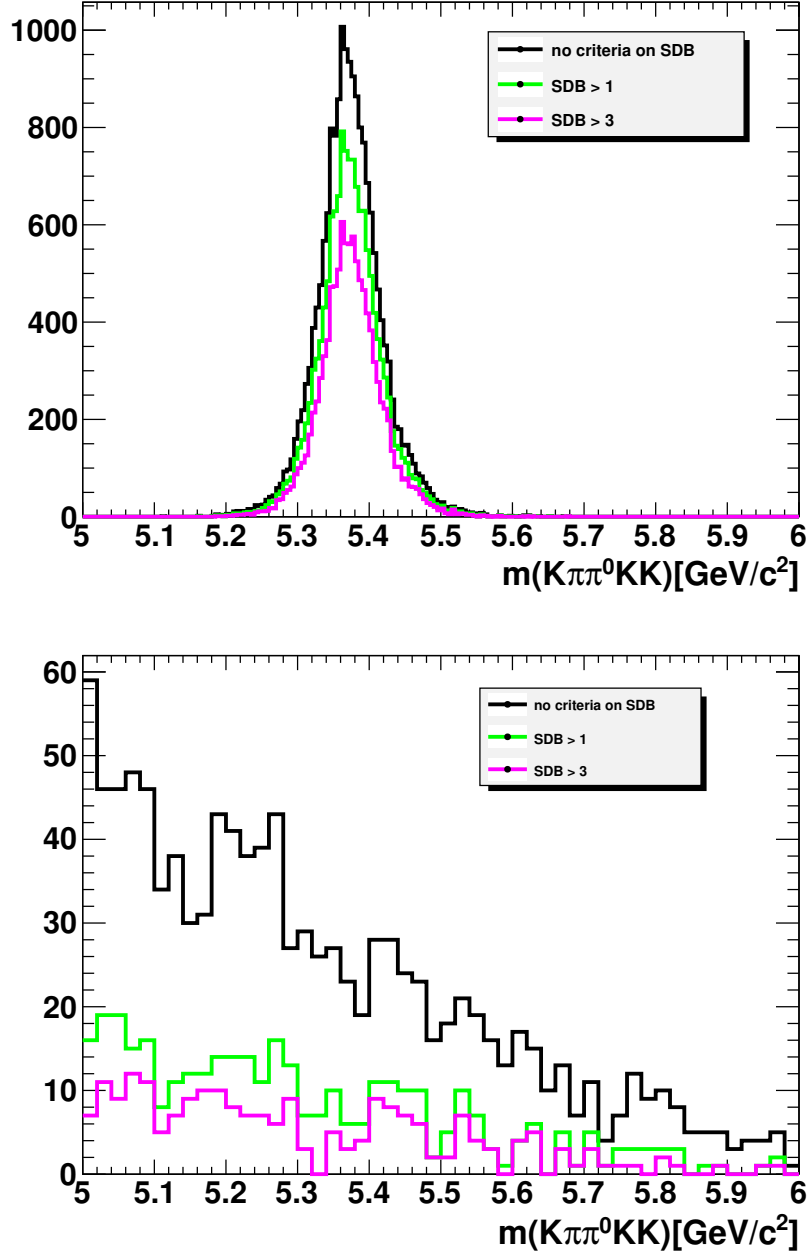 1000
800
600
400
200
0
no criteria on SDB
SDB > 1
SDB > 3
5 5.1 5.2 5.3 5.4 5.5 5.6 5.7 5.8 5.9 6
m(Kππ⁰KK)[GeV/c²]
60
50
40
30
20
10
0
no criteria on SDB
SDB > 1
SDB > 3
5 5.1 5.2 5.3 5.4 5.5 5.6 5.7 5.8 5.9 6
m(Kππ⁰KK)[GeV/c²]